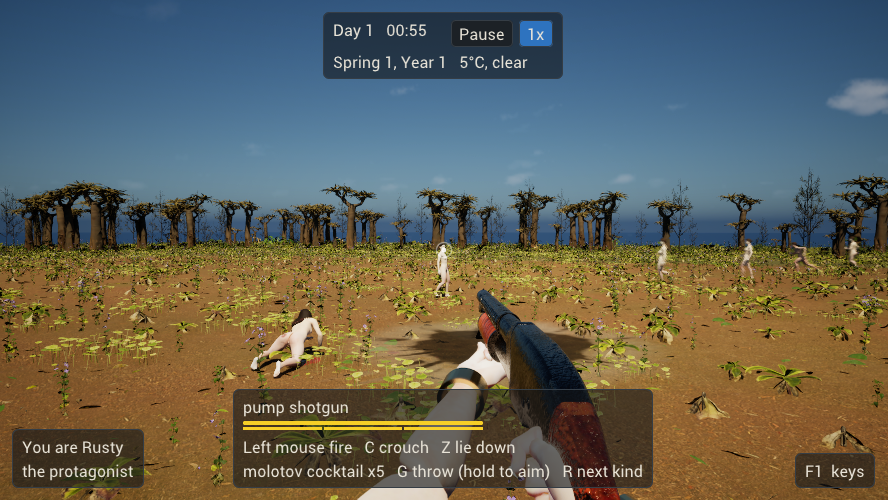 Day 1 00:55 Pause 1x
Spring 1, Year 1 5°C, clear
pump shotgun
Left mouse fire C crouch Z lie down
molotov cocktail x5 G throw (hold to aim) R next kind
You are Rusty
the protagonist
F1 keys